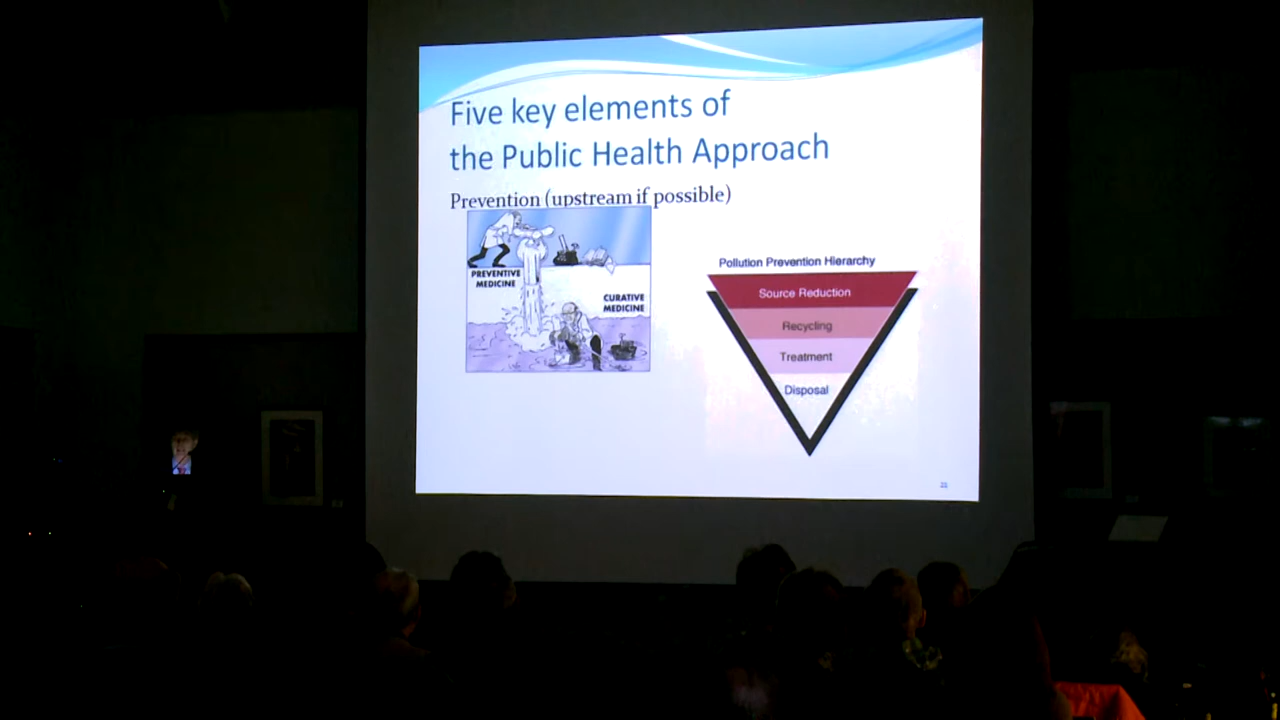 Five key elements of
the Public Health Approach
Prevention (upstream if possible)
PREVENTIVE
MEDICINE
CURATIVE
MEDICINE
Pollution Prevention Hierarchy
Source Reduction
Recycling
Treatment
Disposal